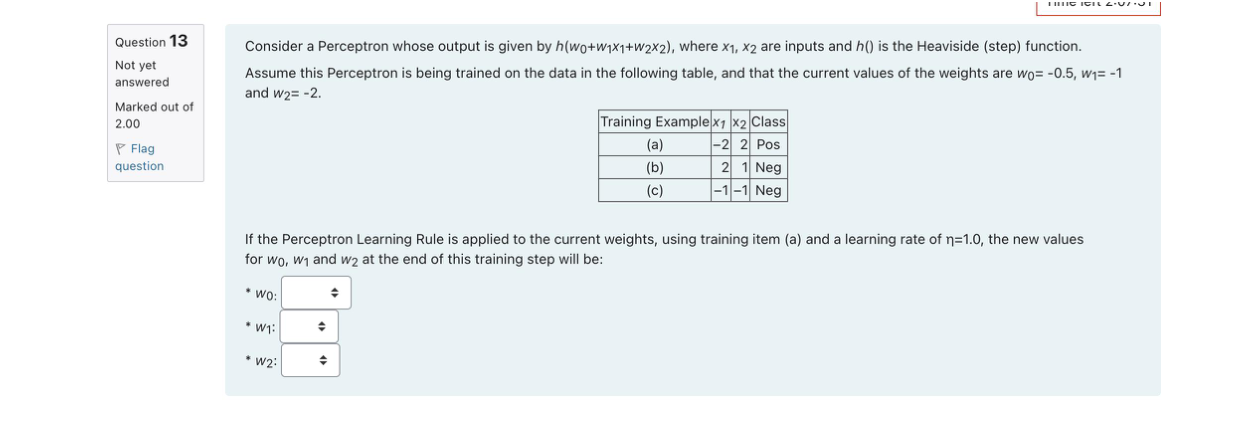 Question 13
Not yet
answered
Marked out of
2.00
Flag
question
Consider a Perceptron whose output is given by h(w0+w1x1+w2x2), where x1, x2 are inputs and h() is the Heaviside (step) function.
Assume this Perceptron is being trained on the data in the following table, and that the current values of the weights are w0= -0.5, w1= -1
and w2= -2.
Training Example x1 x2 Class
(a) −2 2 Pos
(b) 2 1 Neg
(c) −1 −1 Neg
If the Perceptron Learning Rule is applied to the current weights, using training item (a) and a learning rate of η=1.0, the new values
for w0, w1 and w2 at the end of this training step will be:
* w0:
* w1:
* w2: